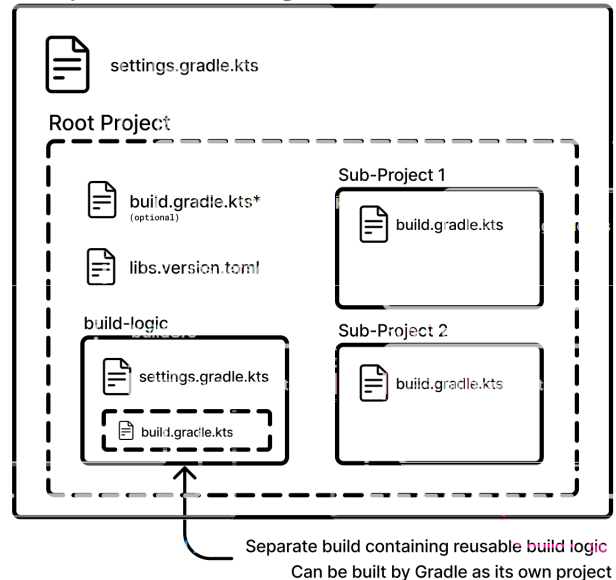 settings.gradle.kts
Root Project
build.gradle.kts*
(optional)
libs.version.toml
Sub-Project 1
build.gradle.kts
build-logic
settings.gradle.kts
build.gradle.kts
Sub-Project 2
build.gradle.kts
Separate build containing reusable build logic
Can be built by Gradle as its own project